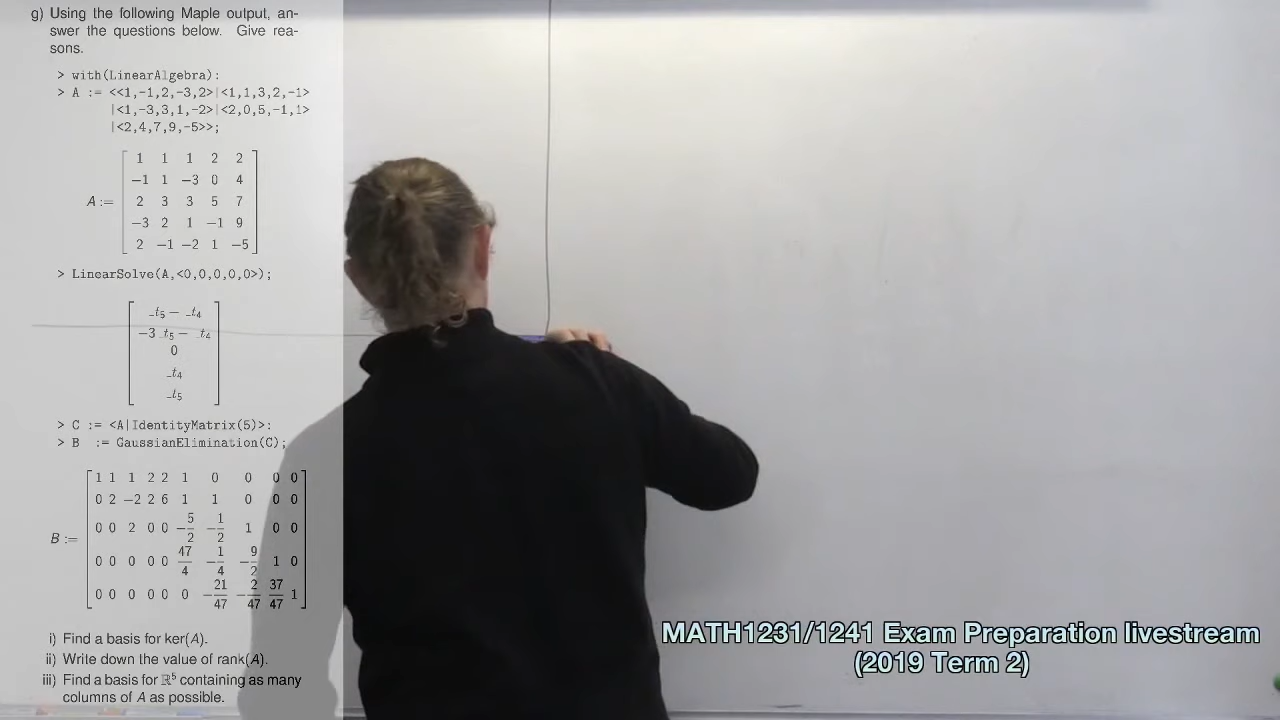 g) Using the following Maple output, an-
swer the questions below. Give rea-
sons.
> with(LinearAlgebra):
> A := <<1,-1,2,-3,2>|<1,1,3,2,-1>
|<1,-3,3,1,-2>|<2,0,5,-1,1>
|<2,4,7,9,-5>>;
1 1 1 2 2
−1 1 −3 0 4
A := 2 3 3 5 7
−3 2 1 −1 9
2 −1 −2 1 −5
> LinearSolve(A,<0,0,0,0,0>);
_t5 − _t4
−3 _t5 − _t4
0
_t4
_t5
> C := <A|IdentityMatrix(5)>:
> B := GaussianElimination(C);
1 1 1 2 2 1 0 0 0 0
0 2 −2 2 6 1 1 0 0 0
0 0 2 0 0 −5/2 −1/2 1 0 0
B :=
0 0 0 0 0 47/4 −1/4 −9/2 1 0
0 0 0 0 0 0 −21/47 −2/47 37/47 1
i) Find a basis for ker(A).
ii) Write down the value of rank(A).
iii) Find a basis for ℝ⁵ containing as many
columns of A as possible.
MATH1231/1241 Exam Preparation livestream
(2019 Term 2)